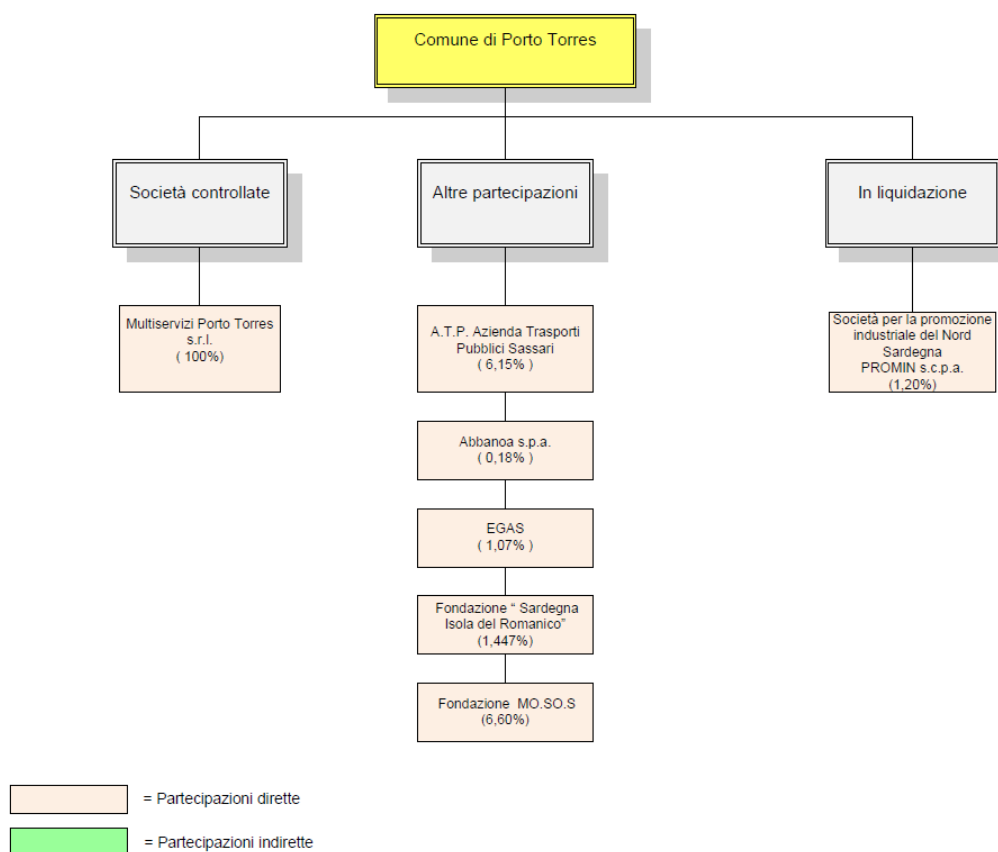 Comune di Porto Torres
Società controllate
Altre partecipazioni
In liquidazione
Multiservizi Porto Torres
s.r.l.
( 100%)
A.T.P. Azienda Trasporti
Pubblici Sassari
( 6,15% )
Società per la promozione
industriale del Nord
Sardegna
PROMIN s.c.p.a.
(1,20%)
Abbanoa s.p.a.
( 0,18% )
EGAS
( 1,07% )
Fondazione “ Sardegna
Isola del Romanico”
(1,447%)
Fondazione MO.SO.S
(6,60%)
= Partecipazioni dirette
= Partecipazioni indirette